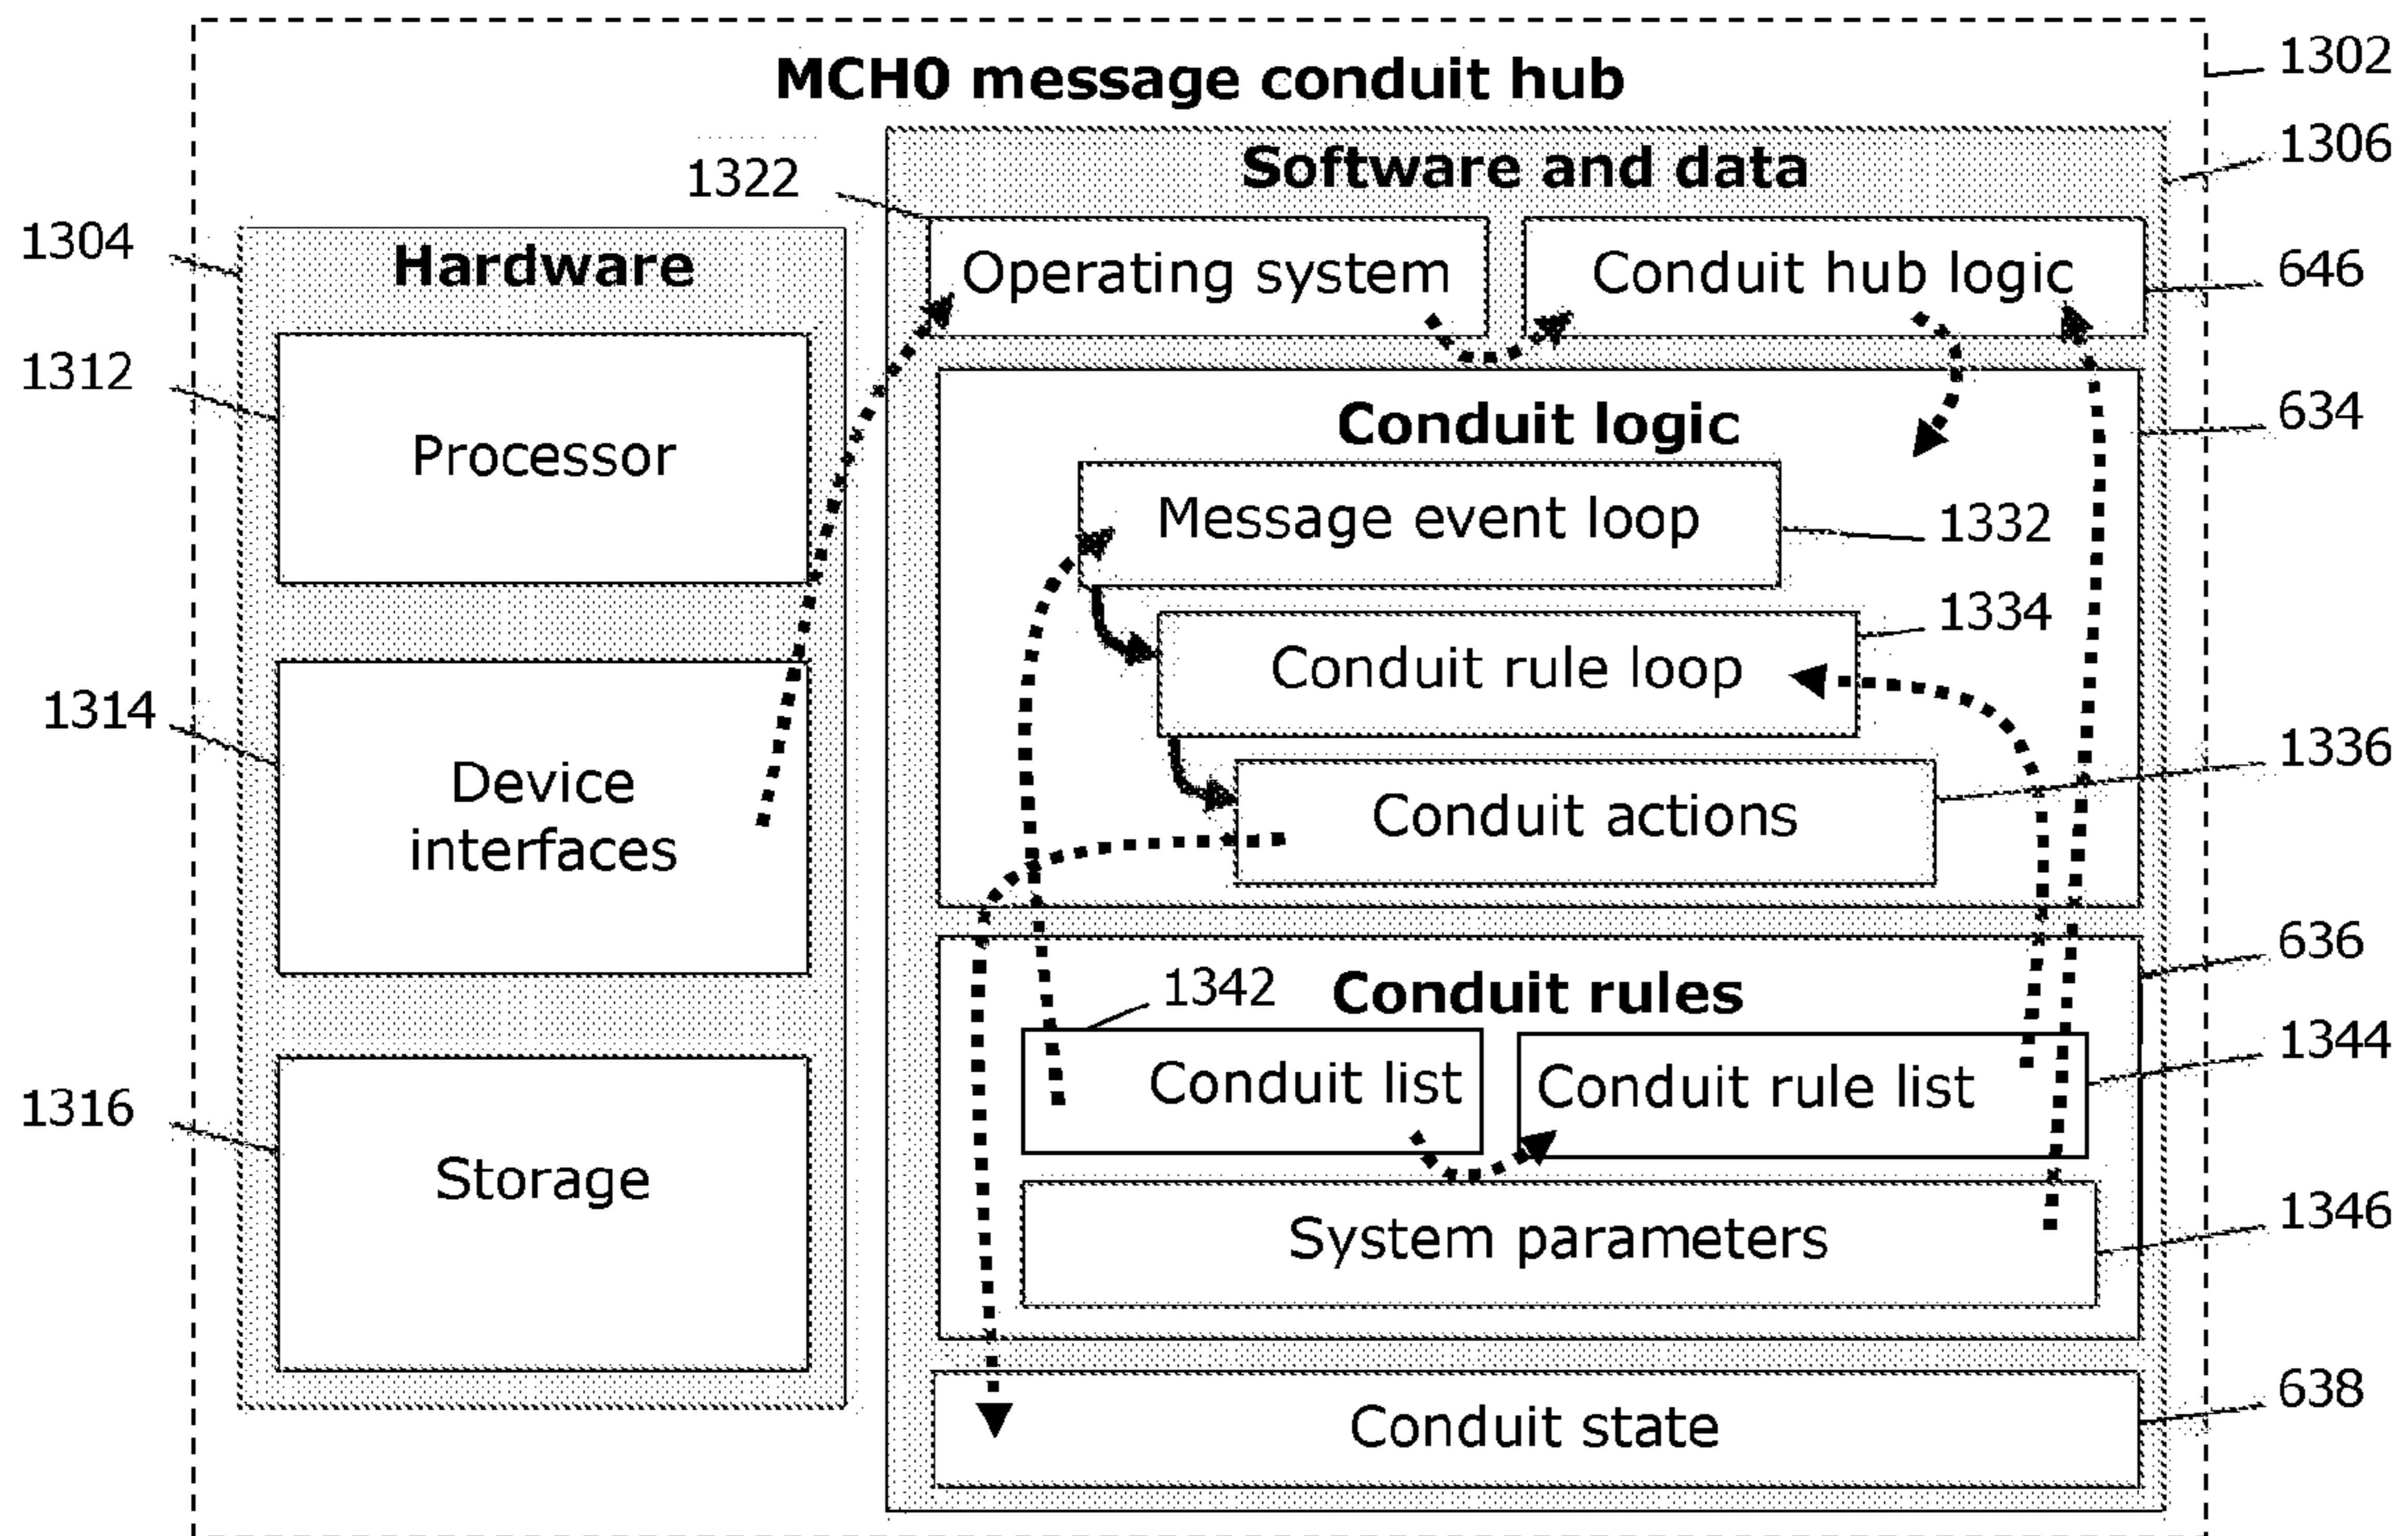 MCH0 message conduit hub
1302
1306
Software and data
1322
1304
Hardware
Operating system
Conduit hub logic
646
1312
Processor
634
Conduit logic
Message event loop
1332
1334
Conduit rule loop
1314
Device
interfaces
1336
Conduit actions
636
1342
Conduit rules
1344
Conduit list
Conduit rule list
1316
Storage
1346
System parameters
638
Conduit state